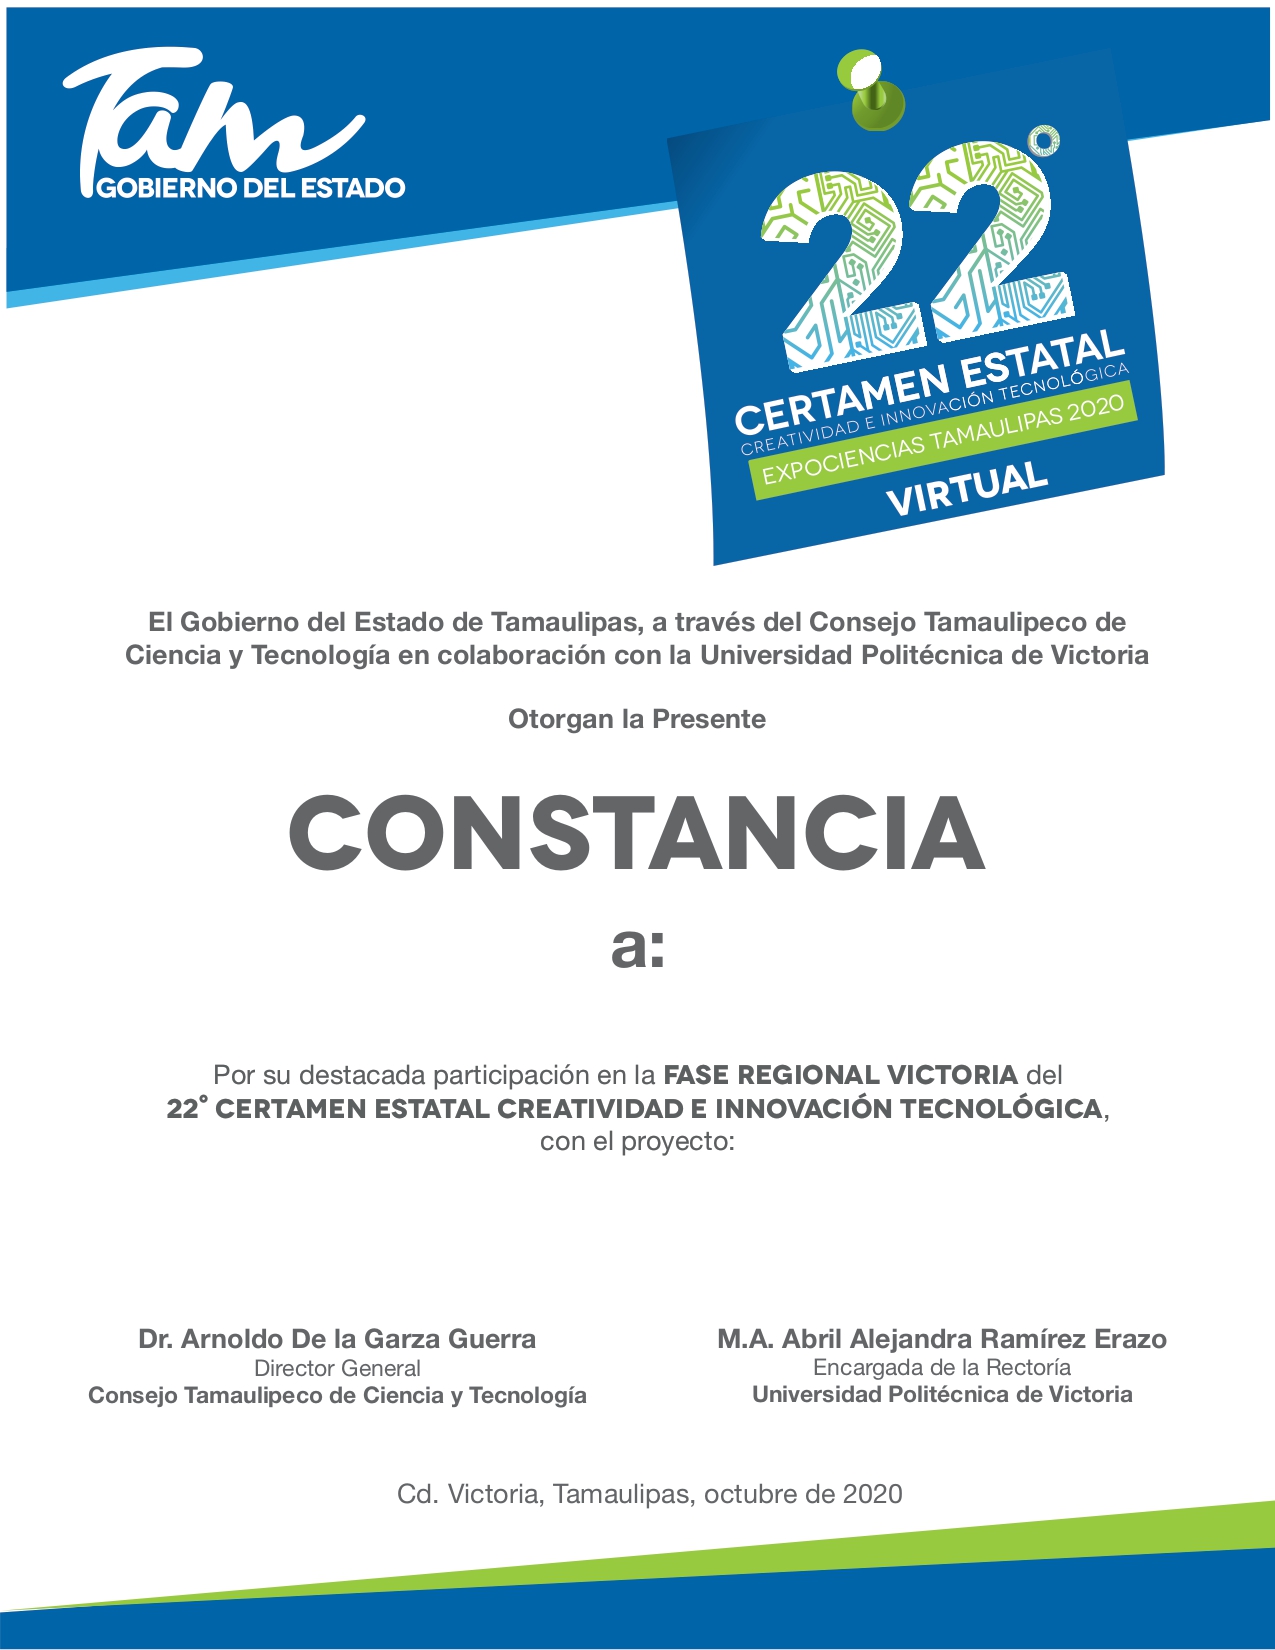 Tam
GOBIERNO DEL ESTADO
22°
CERTAMEN ESTATAL
CREATIVIDAD E INNOVACIÓN TECNOLÓGICA
EXPOCIENCIAS TAMAULIPAS 2020
VIRTUAL
El Gobierno del Estado de Tamaulipas, a través del Consejo Tamaulipeco de
Ciencia y Tecnología en colaboración con la Universidad Politécnica de Victoria
Otorgan la Presente
CONSTANCIA
a:
Por su destacada participación en la FASE REGIONAL VICTORIA del
22° CERTAMEN ESTATAL CREATIVIDAD E INNOVACIÓN TECNOLÓGICA,
con el proyecto:
Dr. Arnoldo De la Garza Guerra
Director General
Consejo Tamaulipeco de Ciencia y Tecnología
M.A. Abril Alejandra Ramírez Erazo
Encargada de la Rectoría
Universidad Politécnica de Victoria
Cd. Victoria, Tamaulipas, octubre de 2020